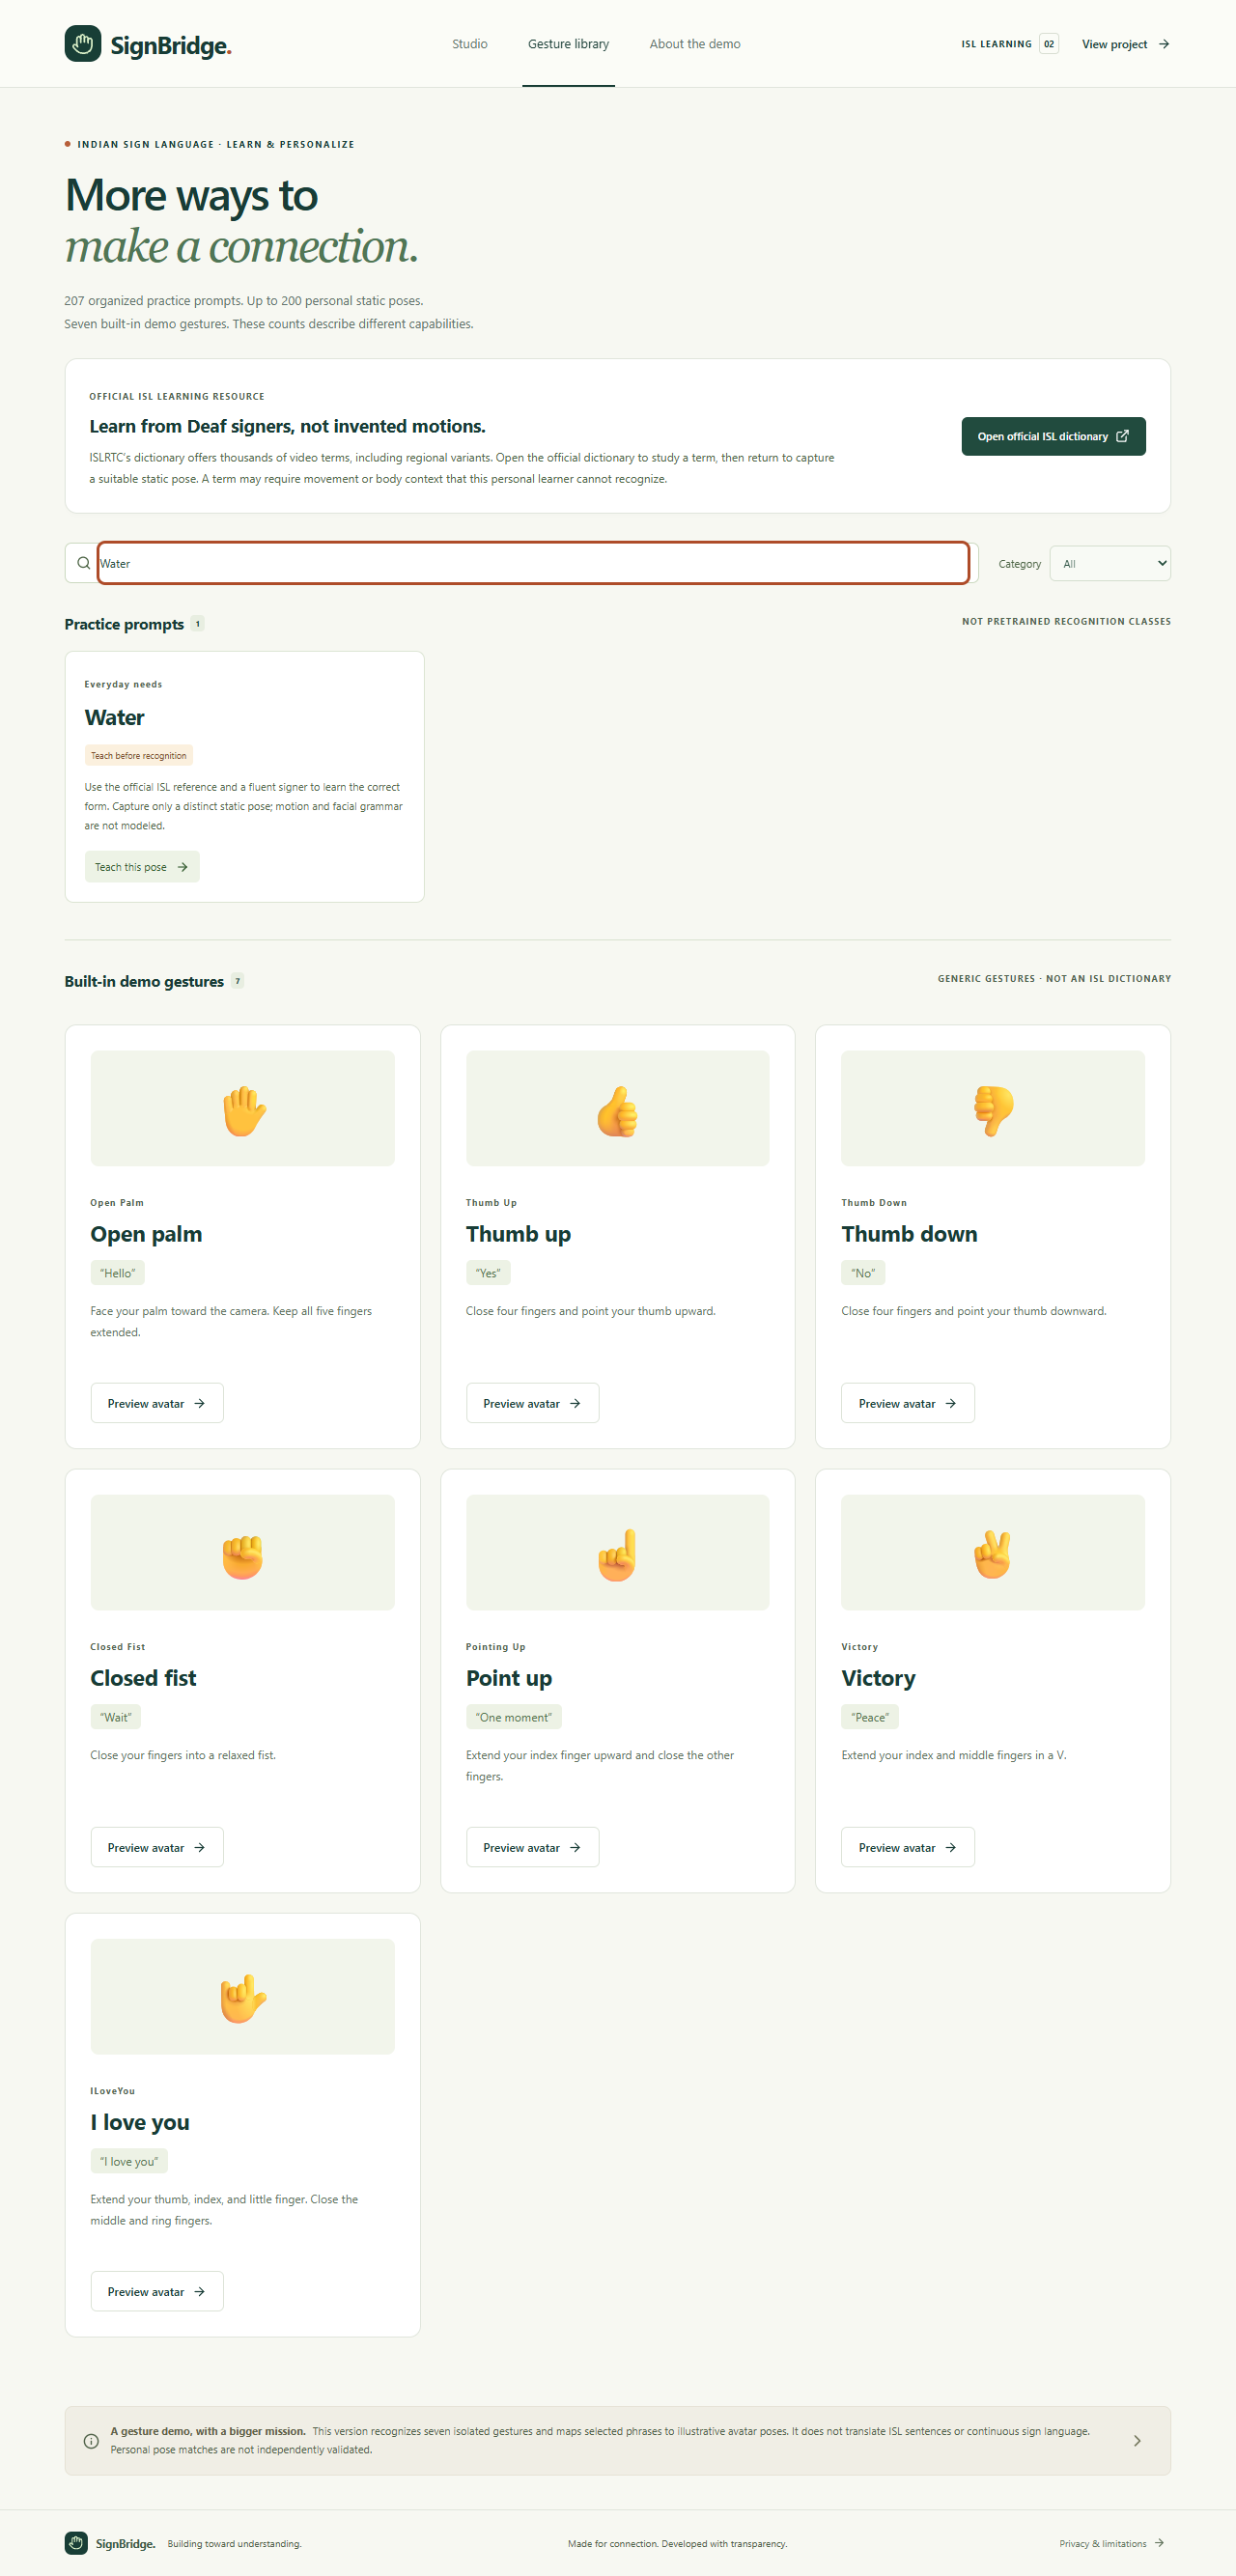 SignBridge.
Studio
Gesture library
About the demo
ISL LEARNING 02
View project
INDIAN SIGN LANGUAGE · LEARN & PERSONALIZE
More ways to
make a connection.
207 organized practice prompts. Up to 200 personal static poses.
Seven built-in demo gestures. These counts describe different capabilities.
OFFICIAL ISL LEARNING RESOURCE
Learn from Deaf signers, not invented motions.
ISLRTC's dictionary offers thousands of video terms, including regional variants. Open the official dictionary to study a term, then return to capture
a suitable static pose. A term may require movement or body context that this personal learner cannot recognize.
Open official ISL dictionary
Water
Category
All
Practice prompts 1
NOT PRETRAINED RECOGNITION CLASSES
Everyday needs
Water
Teach before recognition
Use the official ISL reference and a fluent signer to learn the correct
form. Capture only a distinct static pose; motion and facial grammar
are not modeled.
Teach this pose
Built-in demo gestures 7
GENERIC GESTURES · NOT AN ISL DICTIONARY
Open Palm
Open palm
“Hello”
Face your palm toward the camera. Keep all five fingers
extended.
Preview avatar
Thumb Up
Thumb up
“Yes”
Close four fingers and point your thumb upward.
Preview avatar
Thumb Down
Thumb down
“No”
Close four fingers and point your thumb downward.
Preview avatar
Closed Fist
Closed fist
“Wait”
Close your fingers into a relaxed fist.
Preview avatar
Pointing Up
Point up
“One moment”
Extend your index finger upward and close the other
fingers.
Preview avatar
Victory
Victory
“Peace”
Extend your index and middle fingers in a V.
Preview avatar
ILoveYou
I love you
“I love you”
Extend your thumb, index, and little finger. Close the
middle and ring fingers.
Preview avatar
A gesture demo, with a bigger mission. This version recognizes seven isolated gestures and maps selected phrases to illustrative avatar poses. It does not translate ISL sentences or continuous sign language.
Personal pose matches are not independently validated.
SignBridge.
Building toward understanding.
Made for connection. Developed with transparency.
Privacy & limitations